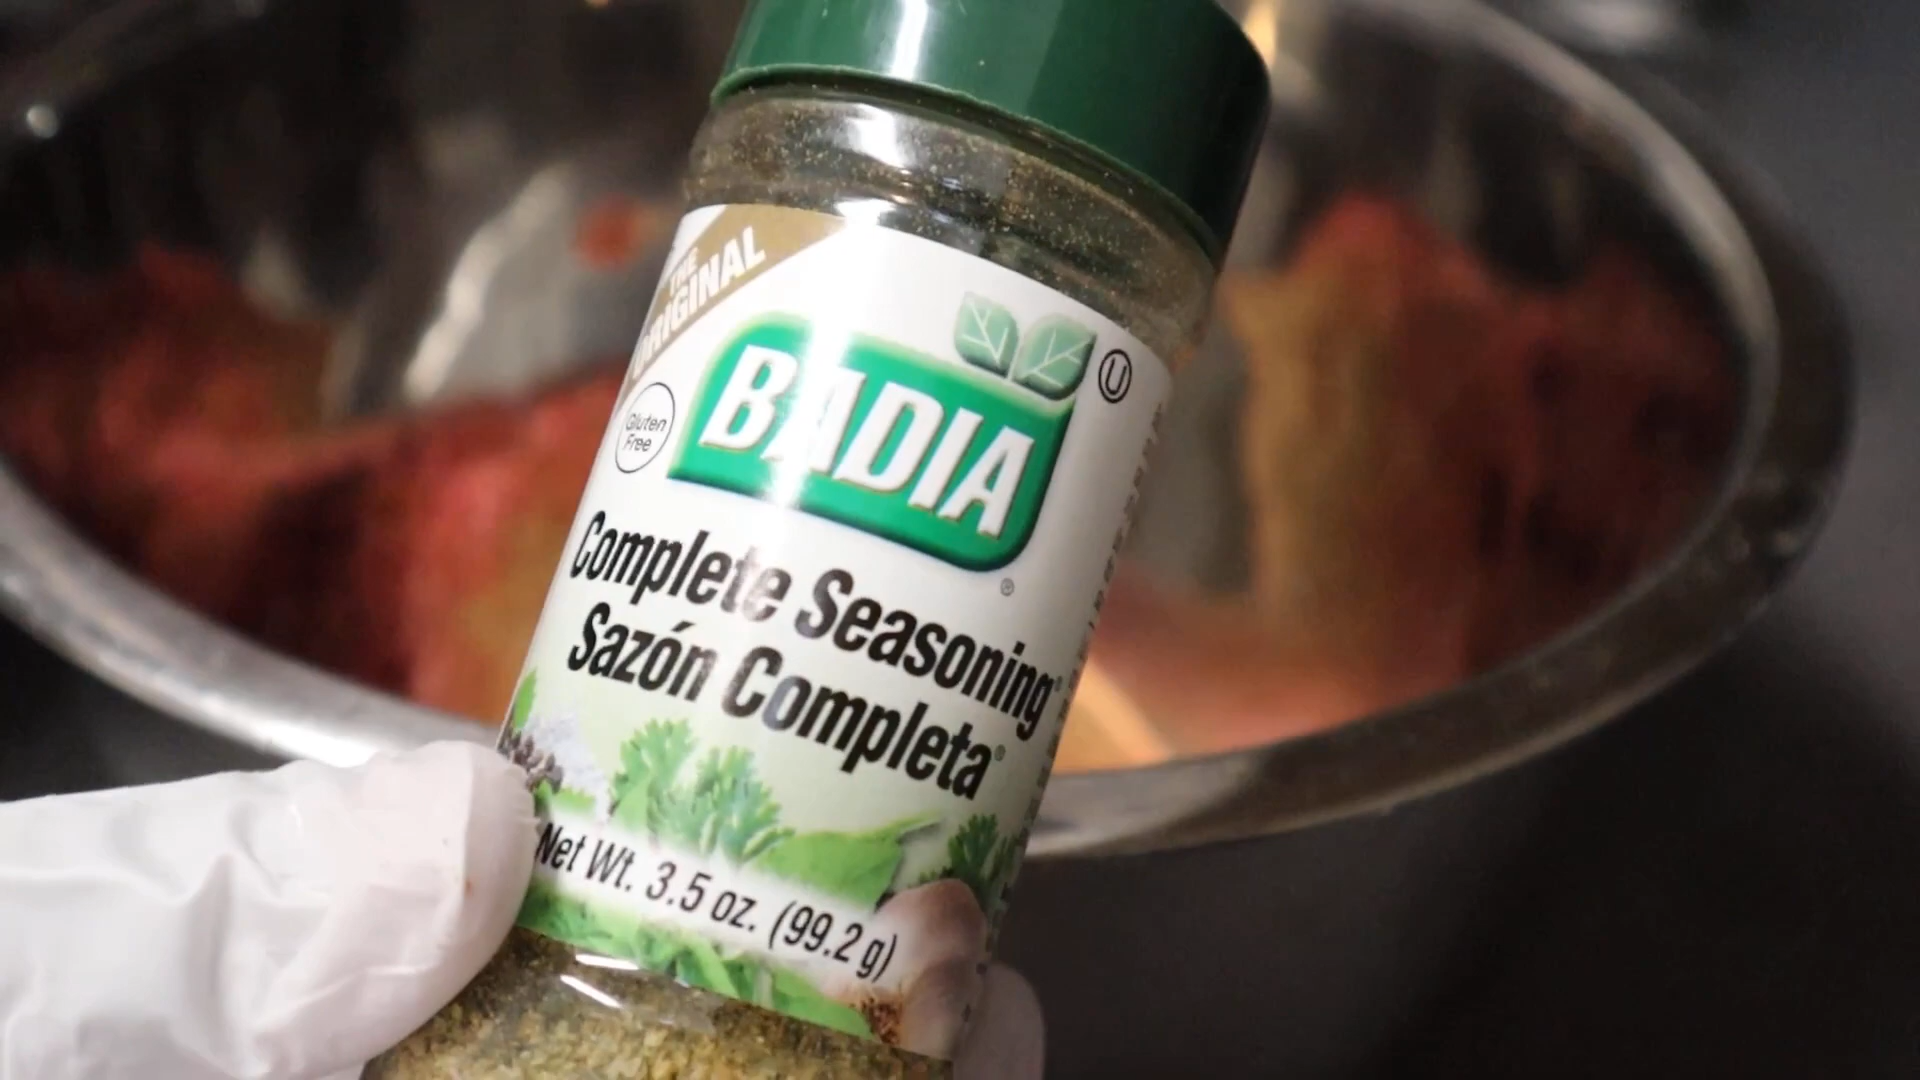 THE
ORIGINAL
BADIA
®
U
Gluten
Free
Complete Seasoning®
Sazón Completa®
Net Wt. 3.5 oz. (99.2 g)